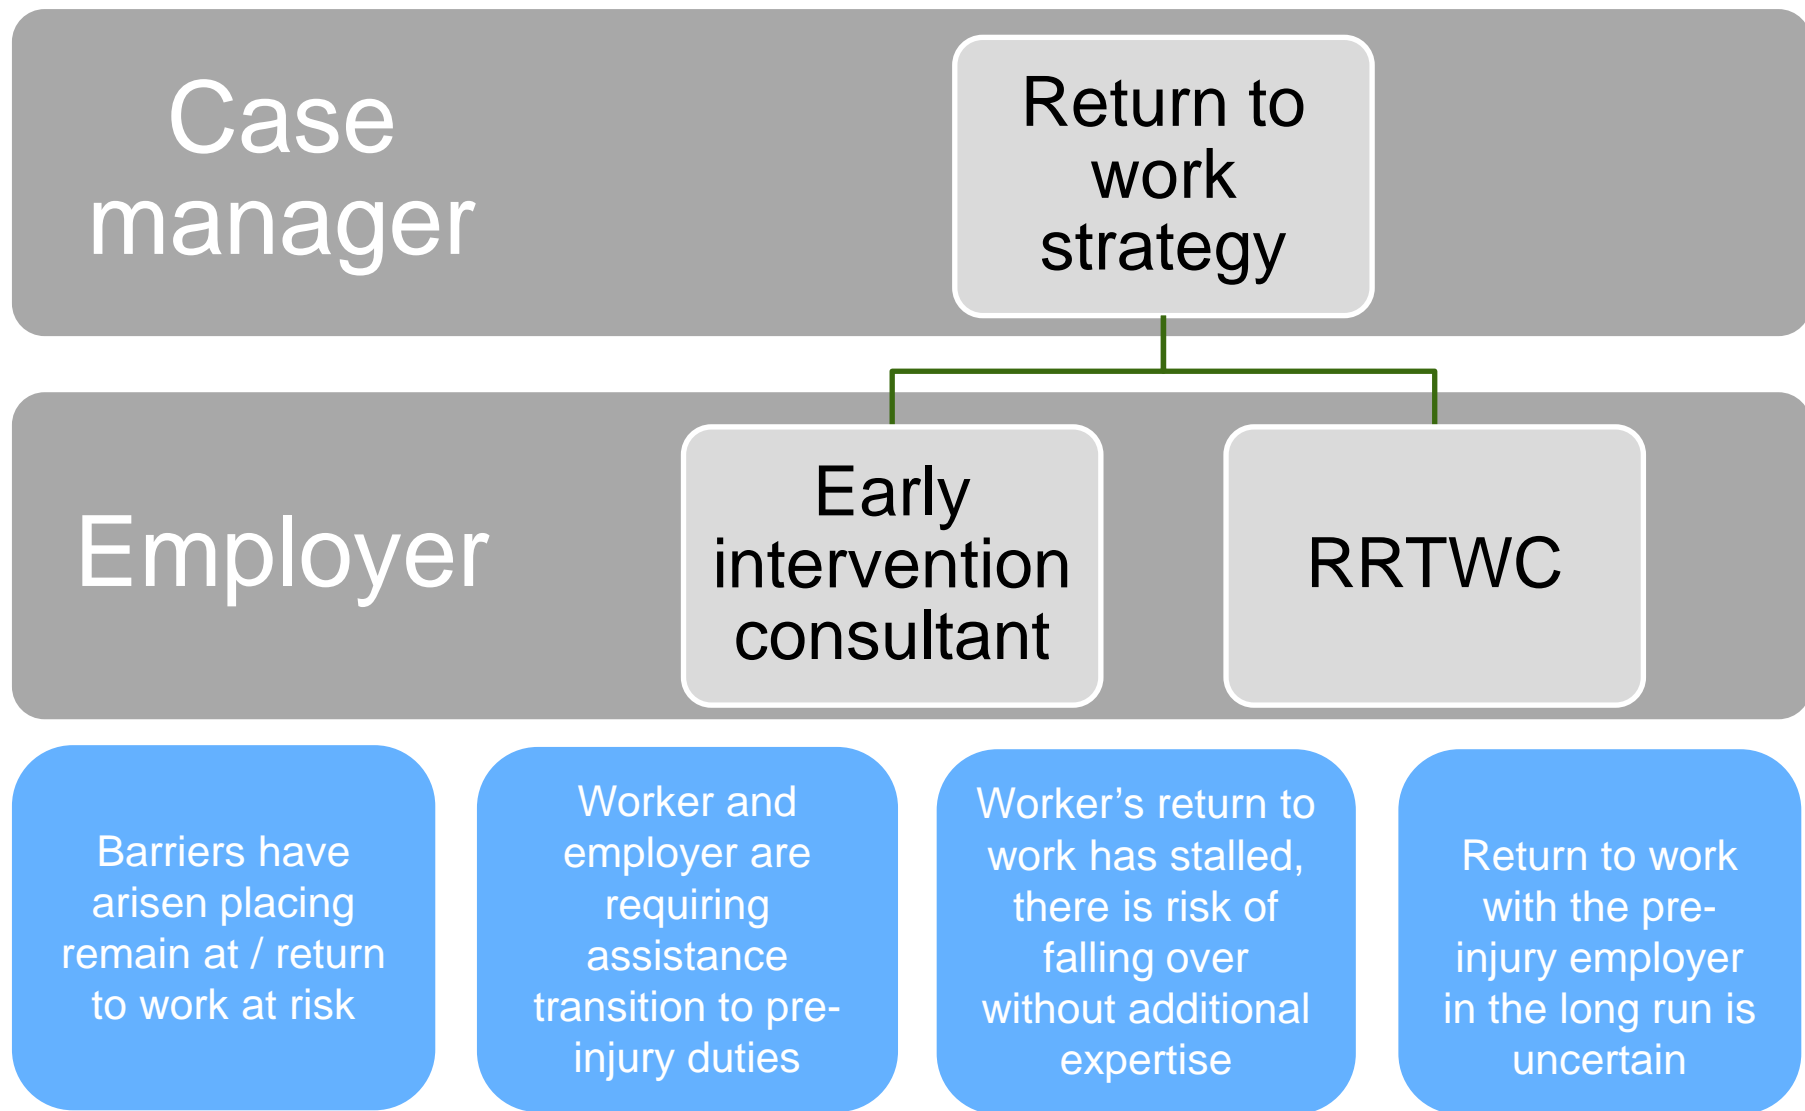 Case
manager
Return to
work
strategy
Employer
Early
intervention
consultant
RRTWC
Barriers have
arisen placing
remain at / return
to work at risk
Worker and
employer are
requiring
assistance
transition to pre-
injury duties
Worker’s return to
work has stalled,
there is risk of
falling over
without additional
expertise
Return to work
with the pre-
injury employer
in the long run is
uncertain